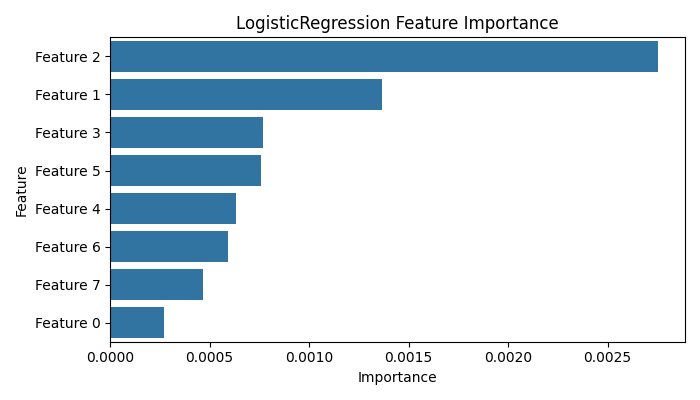 LogisticRegression Feature Importance
Feature
Feature 2
Feature 1
Feature 3
Feature 5
Feature 4
Feature 6
Feature 7
Feature 0
0.0000 0.0005 0.0010 0.0015 0.0020 0.0025
Importance